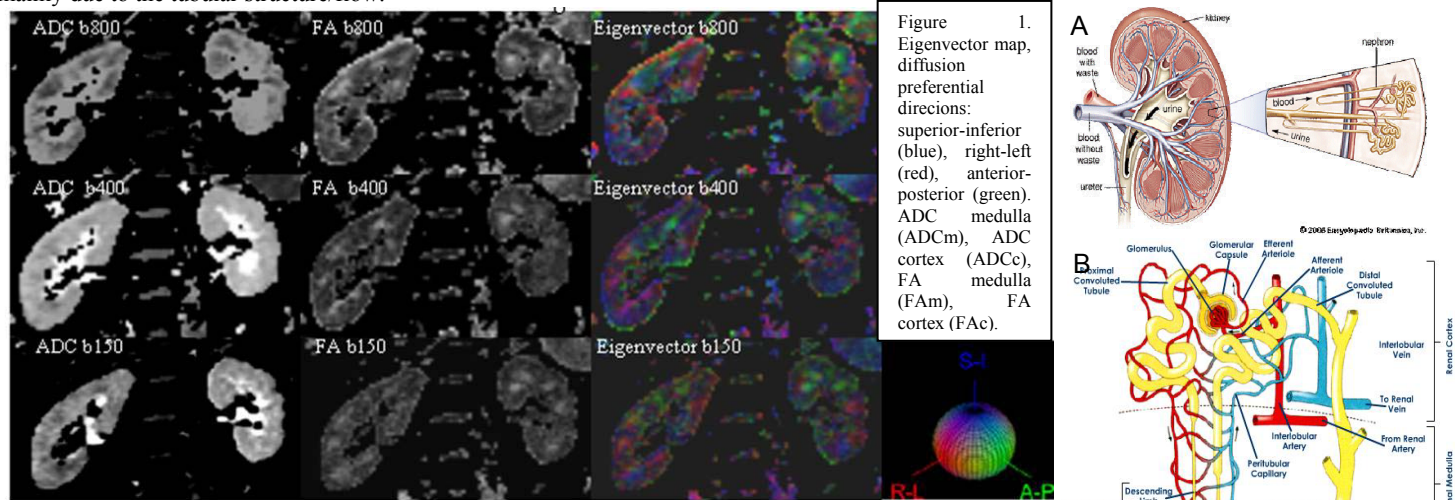 mainly due to the tubular structure/flow.
ADC b800
FA b800
Eigenvector b800
ADC b400
FA b400
Eigenvector b400
ADC b150
FA b150
Eigenvector b150
Figure 1.
Eigenvector map,
diffusion
preferential
direcions:
superior-inferior
(blue), right-left
(red), anterior-
posterior (green).
ADC medulla
(ADCm), ADC
cortex (ADCc),
FA medulla
(FAm), FA
cortex (FAc).
S-I
R-L
A-P
A
kidney
blood
with
waste
urine
blood
without
waste
ureter
nephron
blood
urine
© 2006 Encyclopædia Britannica, Inc.
B
Glomerulus
Glomerular
Capsule
Efferent
Arteriole
Afferent
Arteriole
Proximal
Convoluted
Tubule
Distal
Convoluted
Tubule
Interlobular
Vein
Renal Cortex
To Renal
Vein
Interlobular
Artery
From Renal
Artery
Peritubular
Capillary
Descending
Medulla